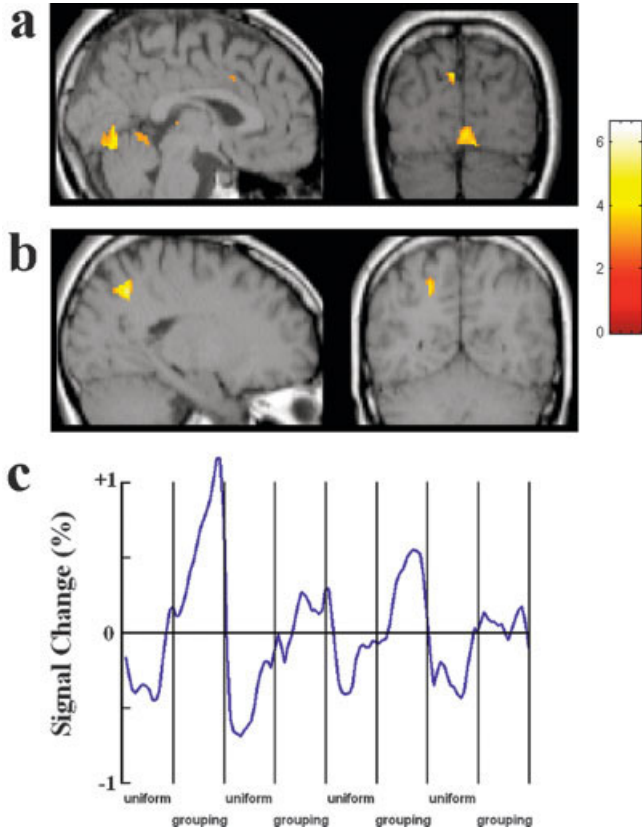 a
6
4
2
0
b
c
+1
0
-1
Signal Change (%)
uniform
grouping
uniform
grouping
uniform
grouping
uniform
grouping